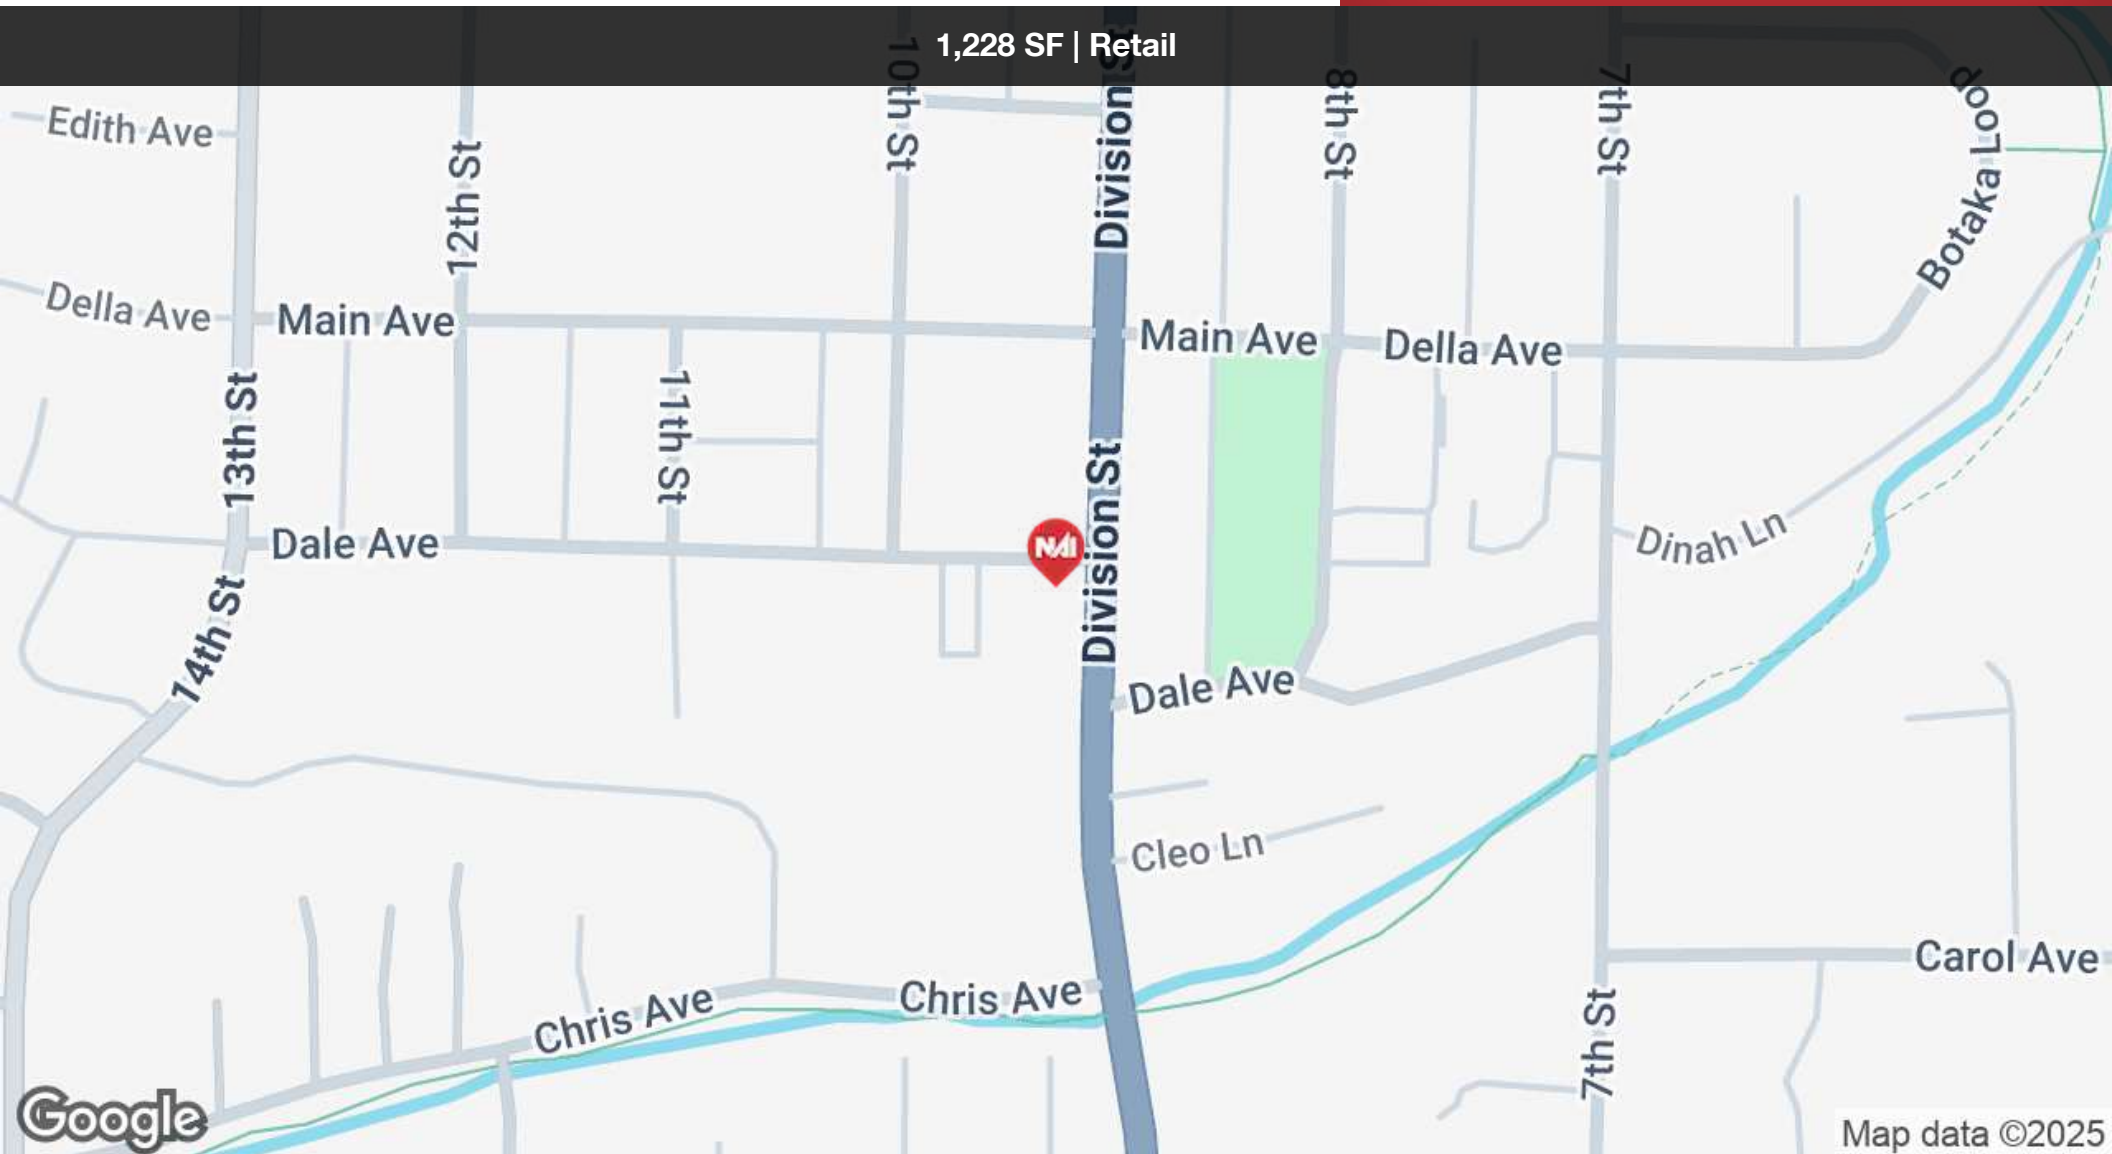 1,228 SF | Retail
10th St
Division St
8th St
7th St
Botaka Loop
Edith Ave
12th St
Della Ave
Main Ave
Main Ave
Della Ave
13th St
11th St
Division St
Dale Ave
NAI
Dinah Ln
14th St
Dale Ave
Cleo Ln
Carol Ave
Chris Ave
Chris Ave
7th St
Google
Map data ©2025